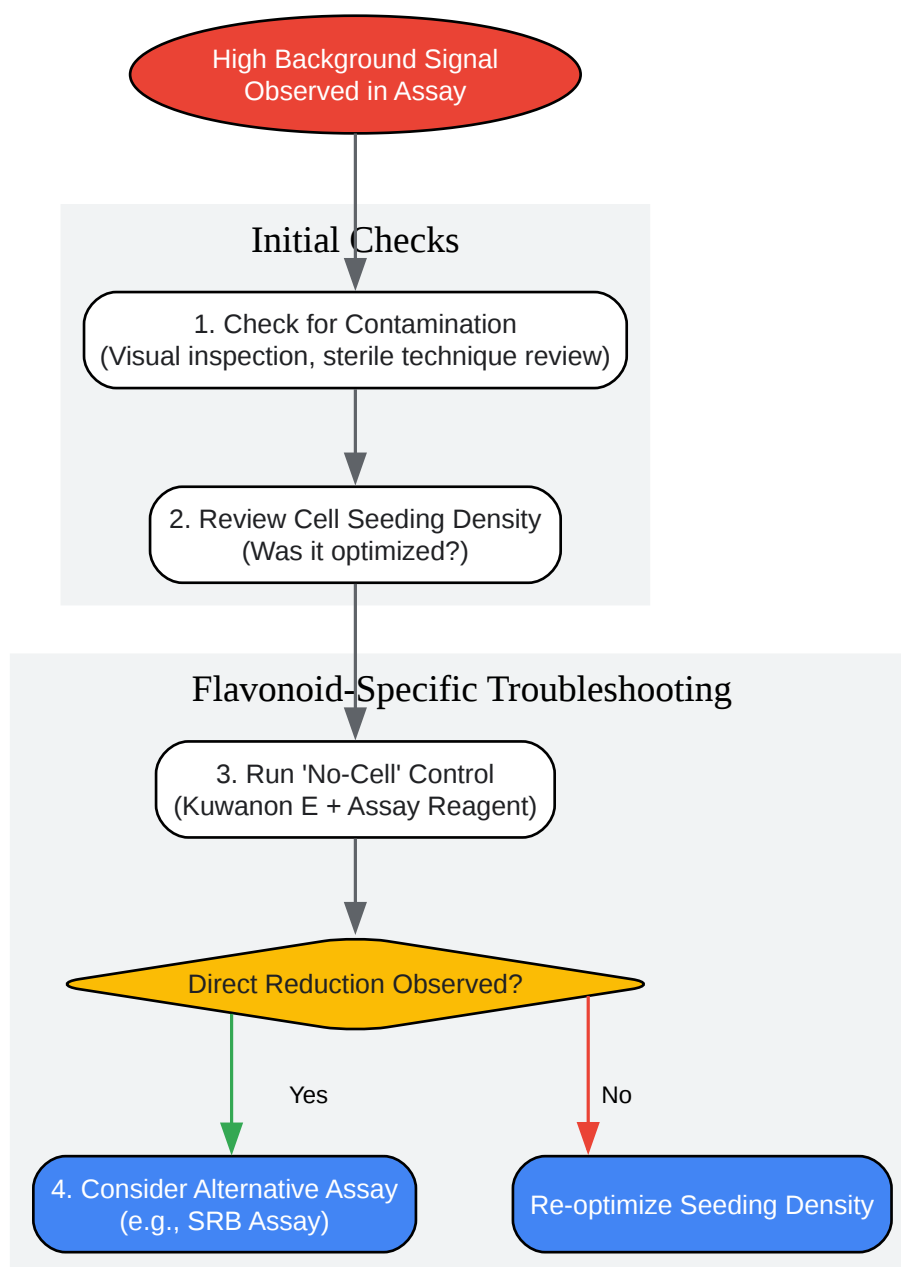 High Background Signal
Observed in Assay
Initial Checks
1. Check for Contamination
(Visual inspection, sterile technique review)
2. Review Cell Seeding Density
(Was it optimized?)
Flavonoid-Specific Troubleshooting
3. Run 'No-Cell' Control
(Kuwanon E + Assay Reagent)
Direct Reduction Observed?
Yes
No
4. Consider Alternative Assay
(e.g., SRB Assay)
Re-optimize Seeding Density